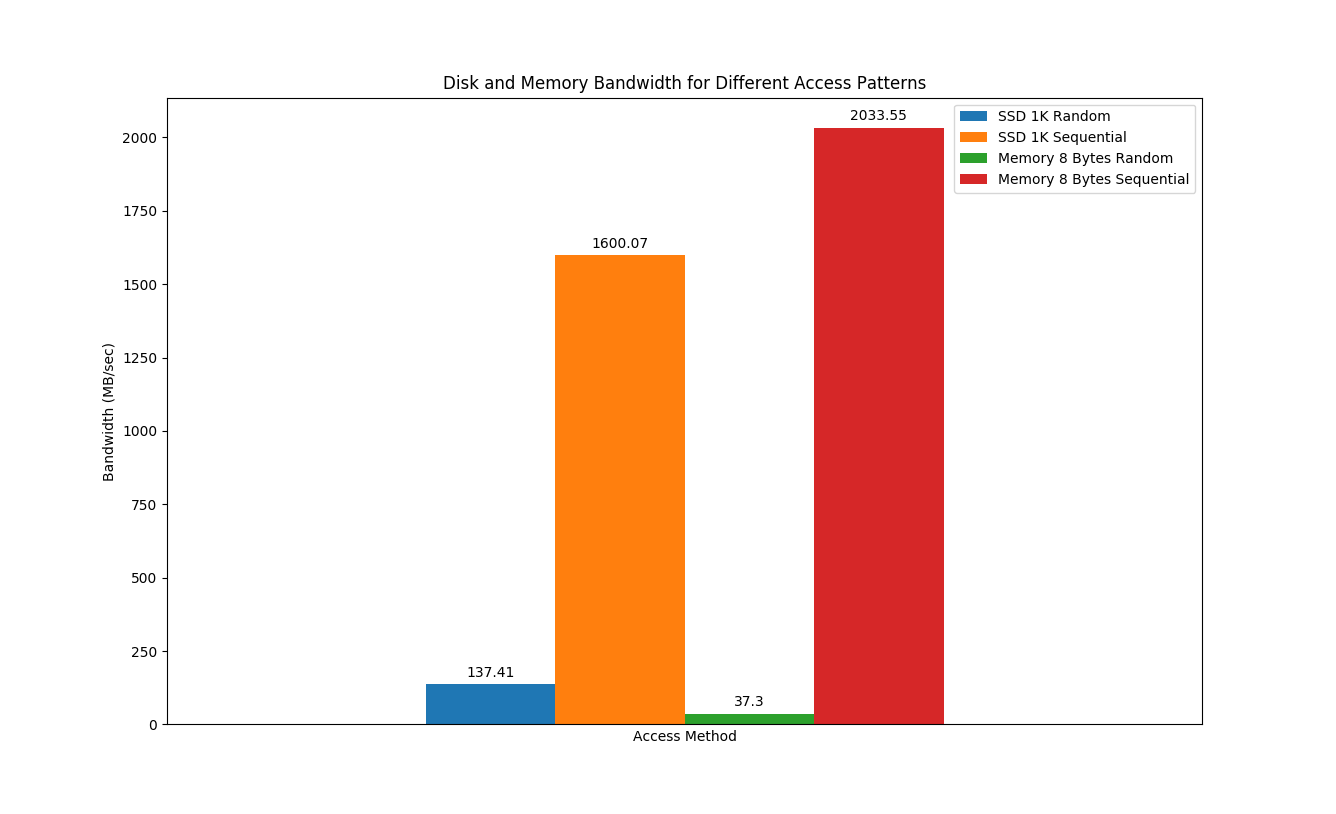 Disk and Memory Bandwidth for Different Access Patterns
SSD 1K Random
SSD 1K Sequential
Memory 8 Bytes Random
Memory 8 Bytes Sequential
2033.55
1600.07
137.41
37.3
2000
1750
1500
1250
1000
750
500
250
0
Bandwidth (MB/sec)
Access Method